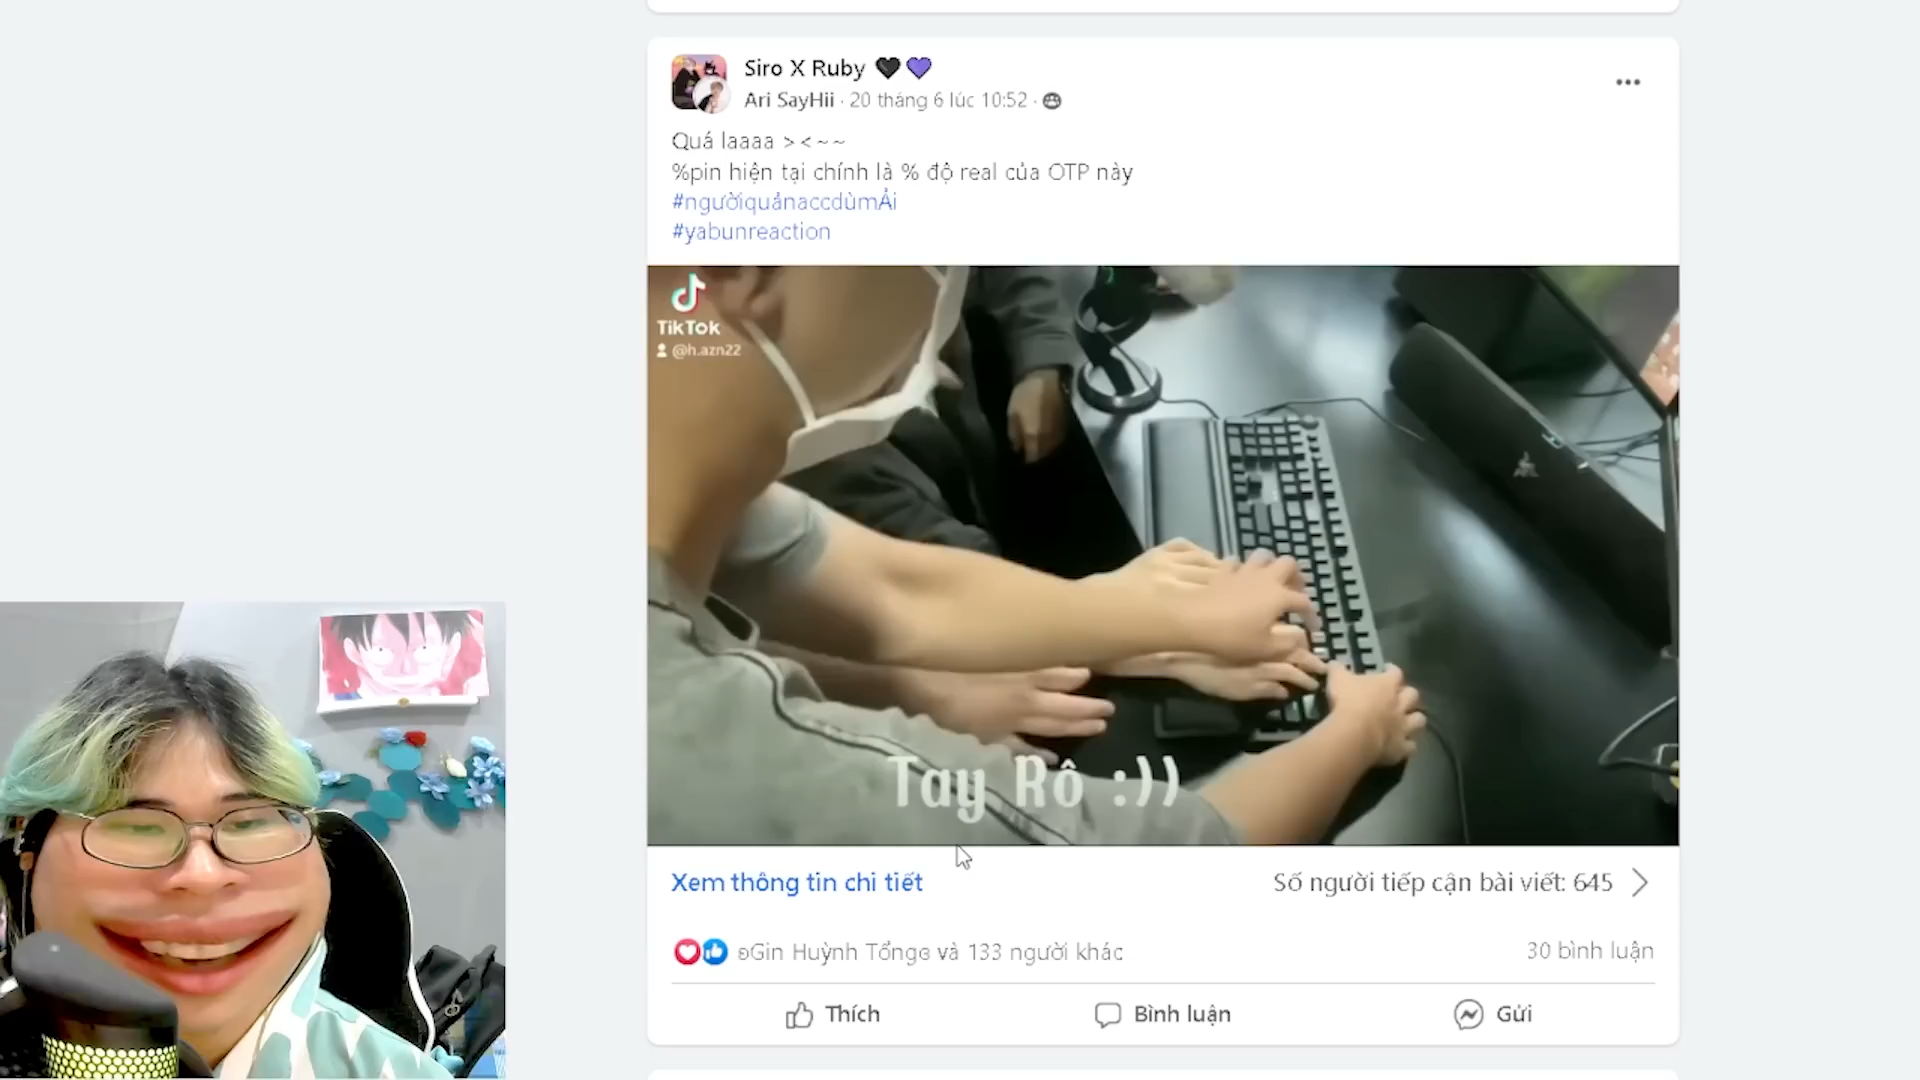 Siro X Ruby 🖤💜
Ari SayHii · 20 tháng 6 lúc 10:52 ·
Quá laaaa > < ~ ~
%pin hiện tại chính là % độ real của OTP này
#ngườiquảnaccdùmẢi
#yabunreaction
TikTok
@h.azn22
Tay Rô :))
Xem thông tin chi tiết
Số người tiếp cận bài viết: 645
ʚGin Huỳnh Tổngɞ và 133 người khác
30 bình luận
Thích
Bình luận
Gửi